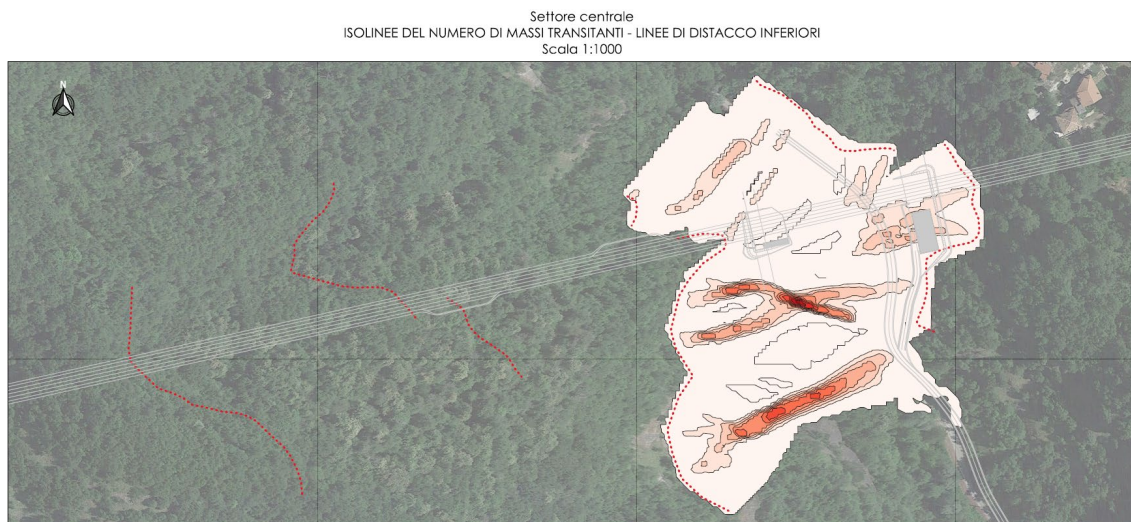 Settore centrale
ISOLINEE DEL NUMERO DI MASSI TRANSITANTI - LINEE DI DISTACCO INFERIORI
Scala 1:1000
N